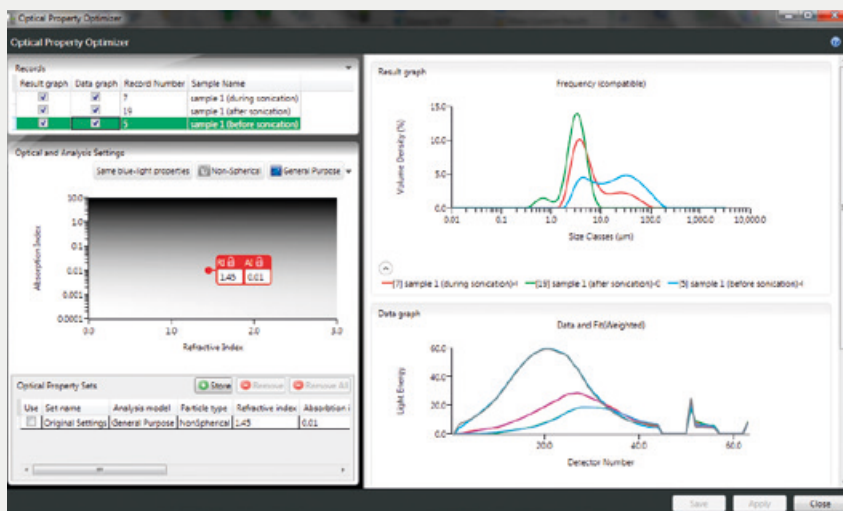 Optical Property Optimizer
Optical Property Optimizer
Records
Result graph Data graph Record Number Sample Name
7 sample 1 (during sonication)
19 sample 1 (after sonication)
5 sample 1 (before sonication)
Optical and Analysis Settings
Same blue-light properties Non-Spherical General Purpose
Absorption Index
10.0
1.0
0.1
0.01
0.001
0.0001
RI AI
1.45 0.01
0.0 1.0 2.0 3.0
Refractive Index
Optical Property Sets Store Remove Remove All
Use Set name Analysis model Particle type Refractive index Absorbtion i
Original Settings General Purpose NonSpherical 1.45 0.01
Result graph
Frequency (compatible)
Volume Density (%)
15.0
10.0
5.0
0.0
0.01 0.1 1.0 10.0 100.0 1,000.0 10,000.0
Size Classes (µm)
[7] sample 1 (during sonication)- [19] sample 1 (after sonication)- [5] sample 1 (before sonication)-
Data graph
Data and Fit(Weighted)
Light Energy
60.0
40.0
20.0
0.0
20.0 40.0 60.0
Detector Number
Save Apply Close